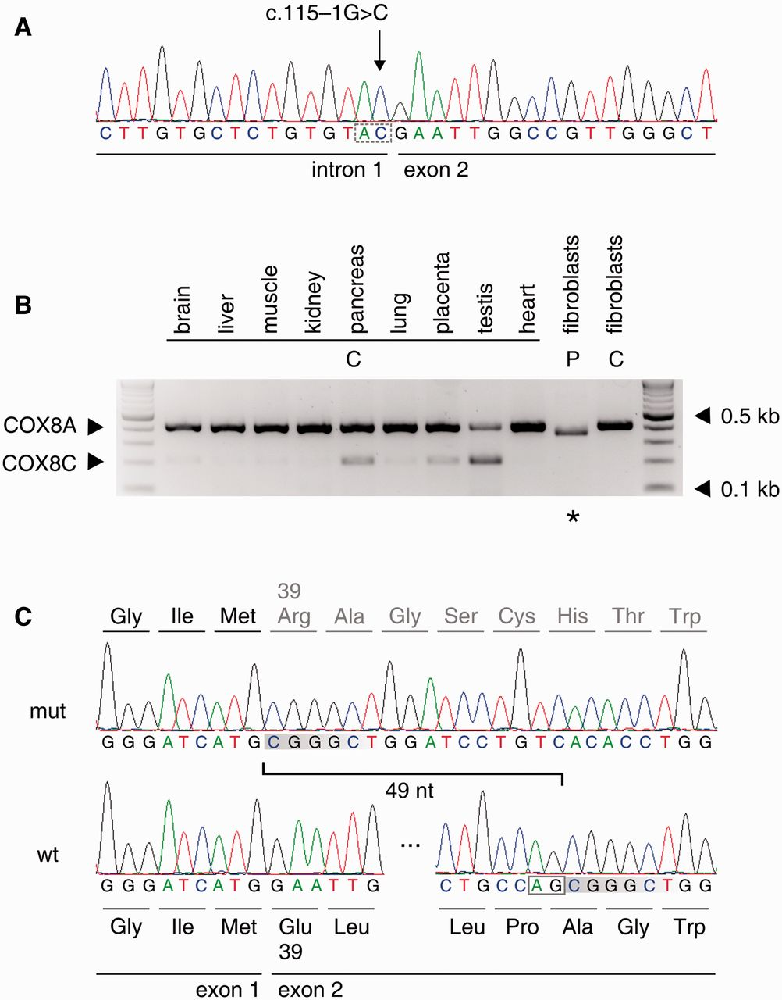 A
c.115–1G>C
C T T G T G C T C T G T G T A C G A A T T G G C C G T T G G G C T
intron 1 exon 2
B
brain liver muscle kidney pancreas lung placenta testis heart fibroblasts fibroblasts
C P C
COX8A 0.5 kb
COX8C
0.1 kb
*
C
39
Gly Ile Met Arg Ala Gly Ser Cys His Thr Trp
mut
G G G A T C A T G C G G G C T G G A T C C T G T C A C A C C T G G
49 nt
wt ...
G G G A T C A T G G A A T T G C T G C C A G C G G G C T G G
Gly Ile Met Glu Leu Leu Pro Ala Gly Trp
39
exon 1 exon 2